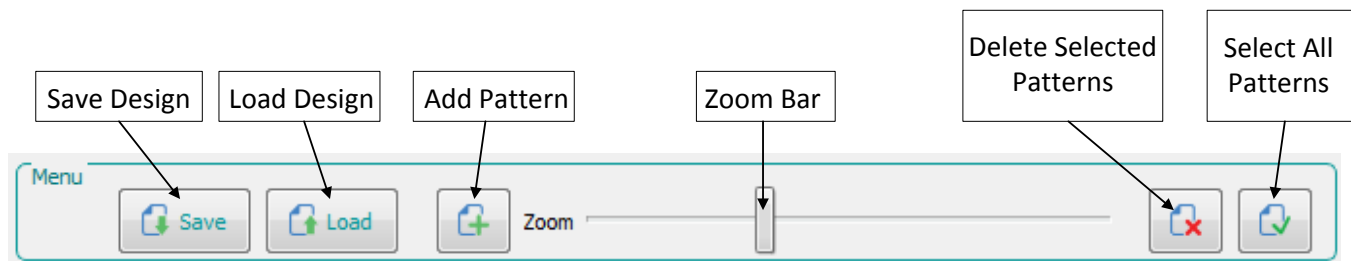 Delete Selected
Patterns
Select All
Patterns
Save Design
Load Design
Add Pattern
Zoom Bar
Menu
Save
Load
Zoom